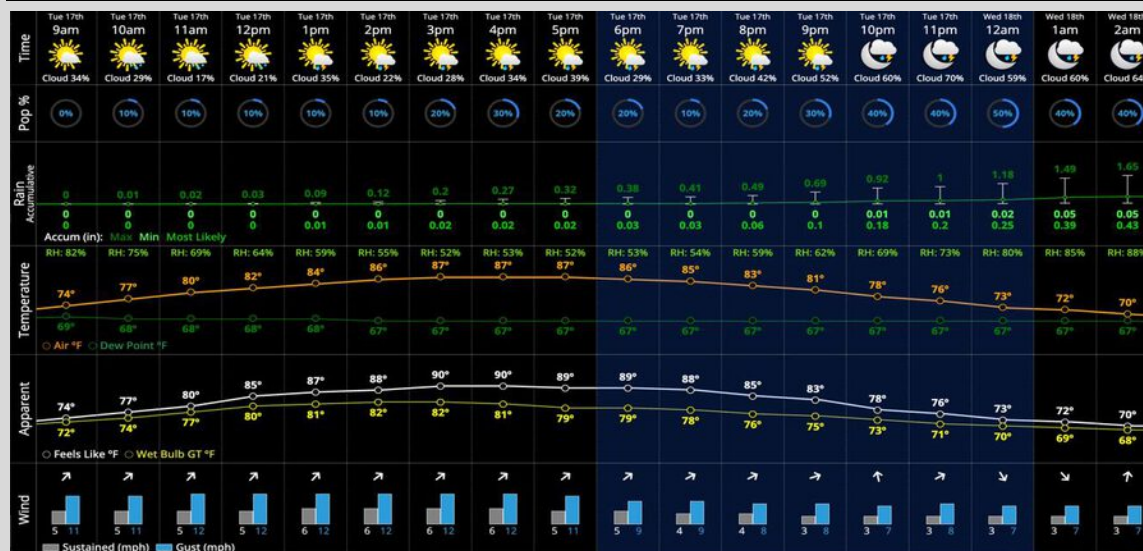 Time
Tue 17th Tue 17th Tue 17th Tue 17th Tue 17th Tue 17th Tue 17th Tue 17th Tue 17th Tue 17th Tue 17th Tue 17th Tue 17th Tue 17th Tue 17th Wed 18th Wed 18th Wed 18th
9am 10am 11am 12pm 1pm 2pm 3pm 4pm 5pm 6pm 7pm 8pm 9pm 10pm 11pm 12am 1am 2am
Cloud 34% Cloud 29% Cloud 17% Cloud 21% Cloud 35% Cloud 22% Cloud 28% Cloud 34% Cloud 39% Cloud 29% Cloud 33% Cloud 42% Cloud 52% Cloud 60% Cloud 70% Cloud 59% Cloud 60% Cloud 64
Pop %
0% 10% 10% 10% 10% 10% 20% 30% 20% 20% 10% 20% 30% 40% 40% 50% 40% 40%
Rain
Accumulative
0 0.01 0.02 0.03 0.09 0.12 0.2 0.27 0.32 0.38 0.41 0.49 0.69 0.92 1 1.18 1.49 1.65
0 0 0 0 0 0 0 0 0 0 0 0 0 0.01 0.01 0.02 0.05 0.05
0 0 0 0 0.01 0.01 0.02 0.02 0.02 0.03 0.03 0.06 0.1 0.18 0.2 0.25 0.39 0.43
Accum (in): Max Min Most Likely
Temperature
RH: 82% RH: 75% RH: 69% RH: 64% RH: 59% RH: 55% RH: 52% RH: 53% RH: 52% RH: 53% RH: 54% RH: 59% RH: 62% RH: 69% RH: 73% RH: 80% RH: 85% RH: 88%
74° 77° 80° 82° 84° 86° 87° 87° 87° 86° 85° 83° 81° 78° 76° 73° 72° 70°
69° 68° 68° 68° 68° 67° 67° 67° 67° 67° 67° 67° 67° 67° 67° 67° 67° 67°
Air °F Dew Point °F
Apparent
74° 77° 80° 85° 87° 88° 90° 90° 89° 89° 88° 85° 83° 78° 76° 73° 72° 70°
72° 74° 77° 80° 81° 82° 82° 81° 79° 79° 78° 76° 75° 73° 71° 70° 69° 68°
Feels Like °F Wet Bulb GT °F
Wind
5 11 5 11 5 12 5 12 6 12 6 12 6 12 6 12 5 11 5 9 4 9 4 8 3 8 3 7 3 8 3 7 3 7 3
Sustained (mph) Gust (mph)